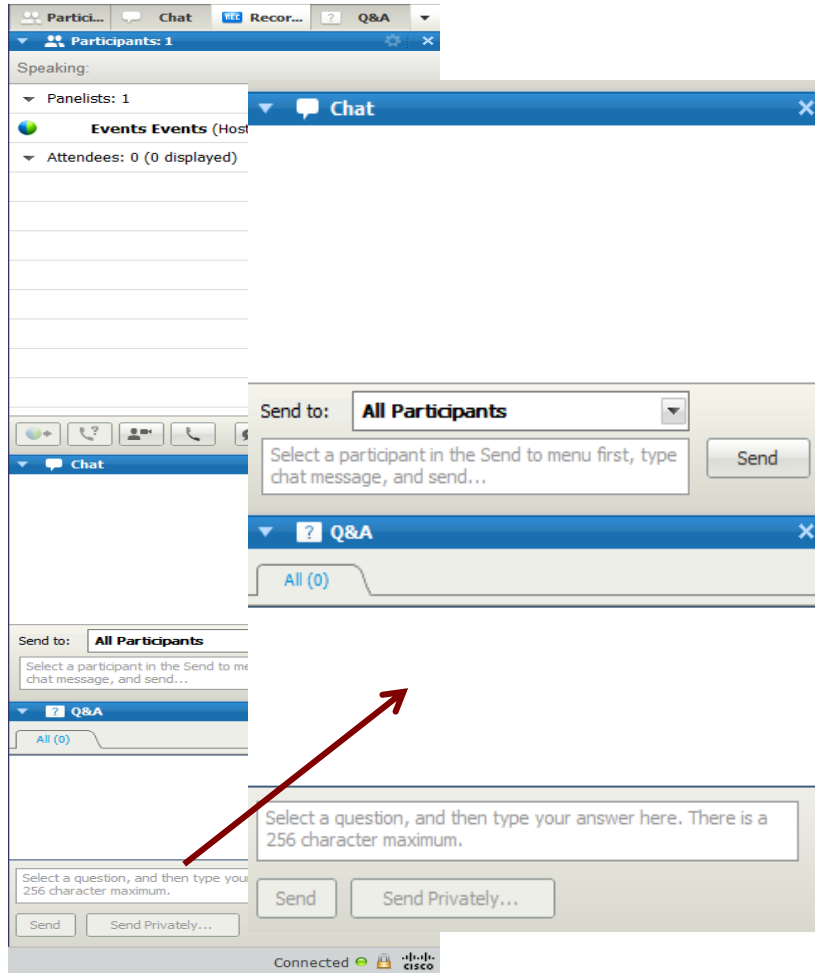 Partici... Chat REC Recor... ? Q&A
Participants: 1
Speaking:
Panelists: 1
Events Events (Host
Attendees: 0 (0 displayed)
Chat
Send to: All Participants
Select a participant in the Send to me
chat message, and send...
? Q&A
All (0)
Select a question, and then type your
256 character maximum.
Send Send Privately...
Connected
CISCO
Chat
Send to: All Participants
Select a participant in the Send to menu first, type
chat message, and send...
Send
? Q&A
All (0)
Select a question, and then type your answer here. There is a
256 character maximum.
Send Send Privately...